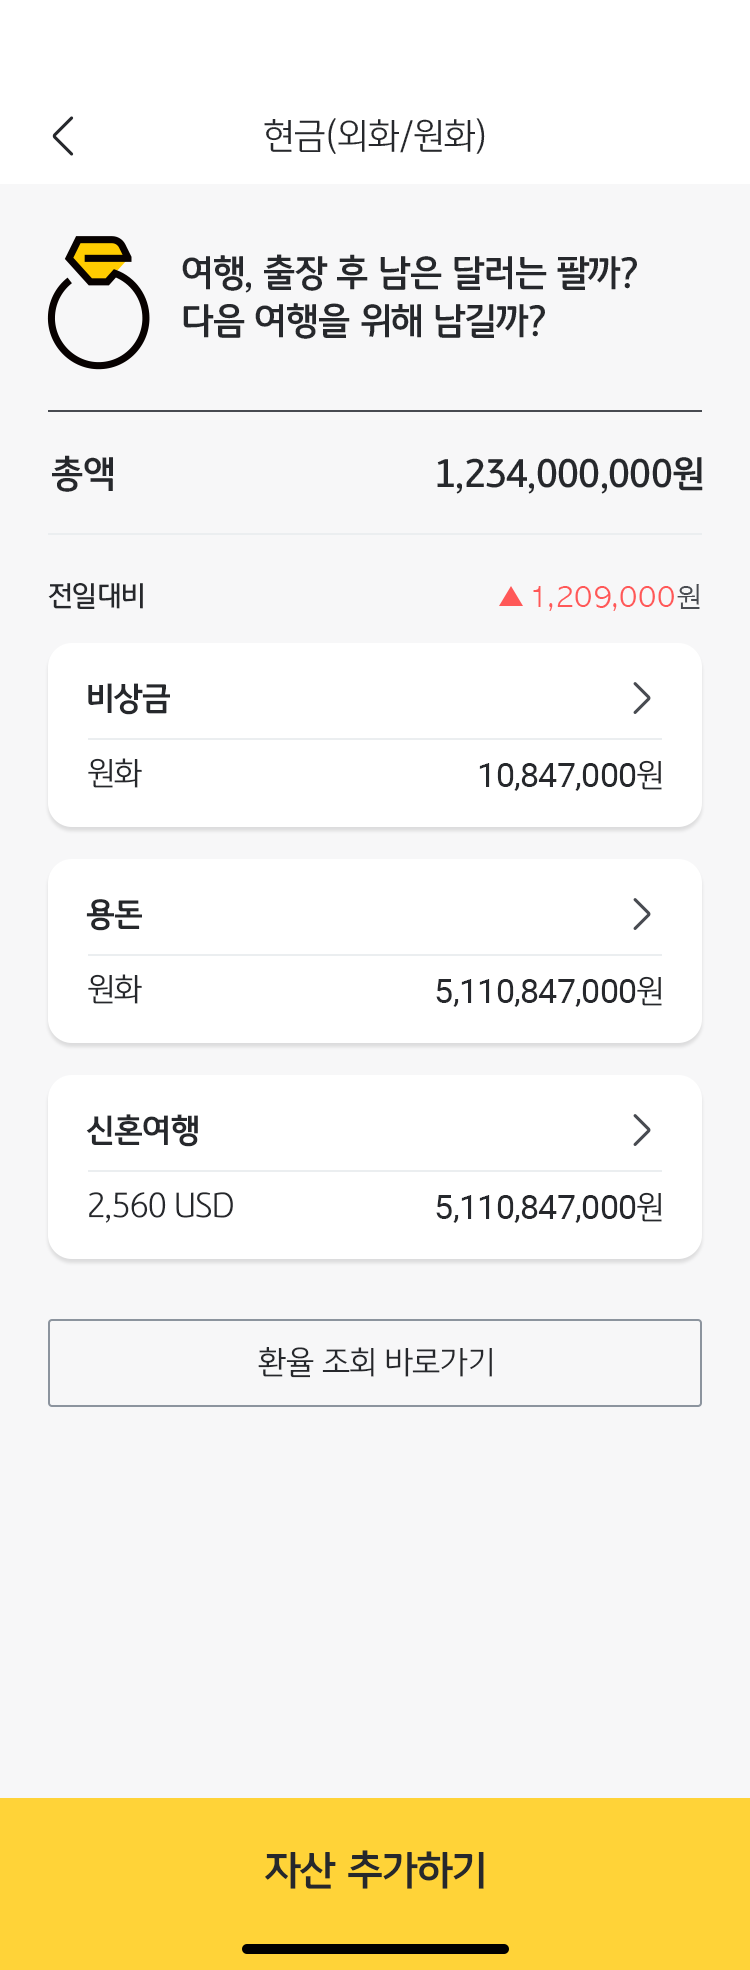 현금(외화/원화)
여행, 출장 후 남은 달러는 팔까?
다음 여행을 위해 남길까?
총액 1,234,000,000원
전일대비 ▲ 1,209,000원
비상금
원화 10,847,000원
용돈
원화 5,110,847,000원
신혼여행
2,560 USD 5,110,847,000원
환율 조회 바로가기
자산 추가하기